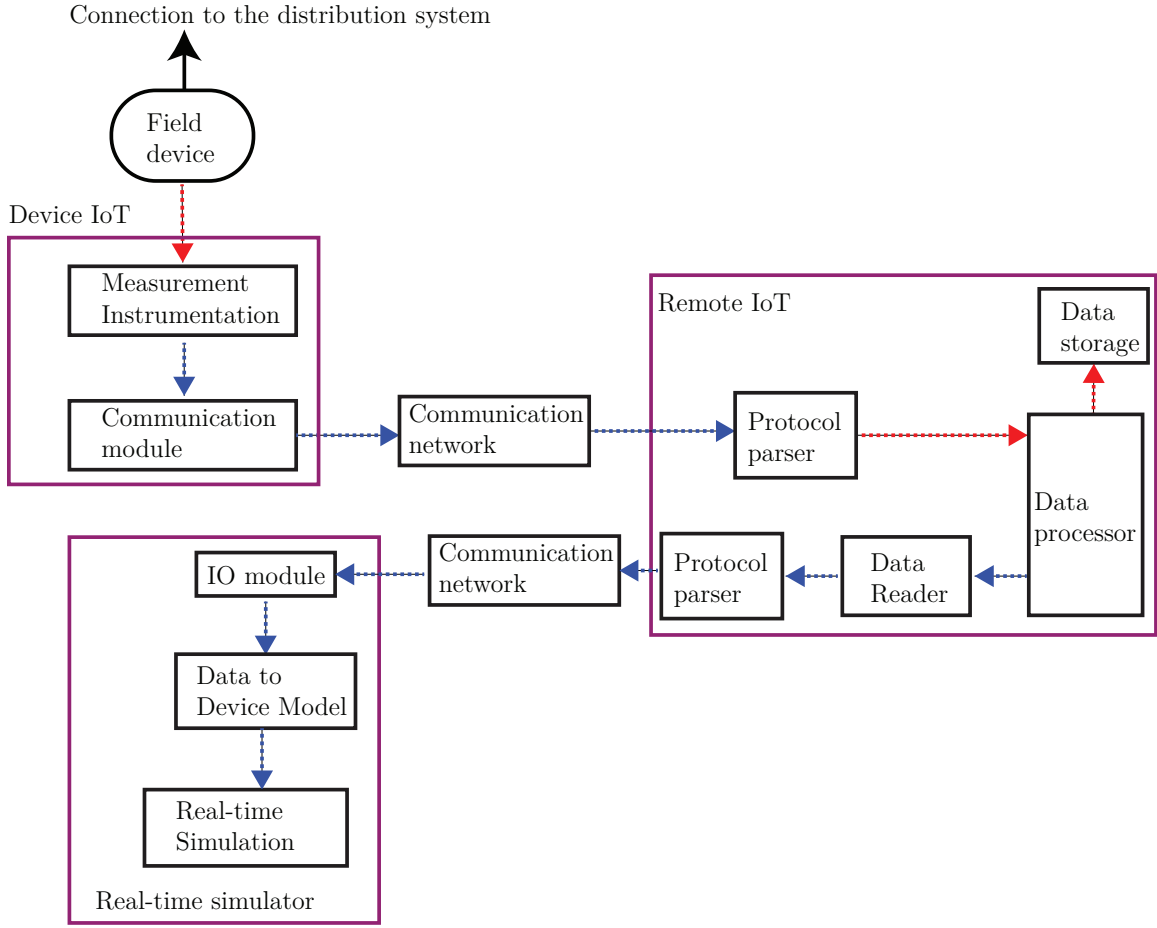 Connection to the distribution system
Field
device
Device IoT
Measurement
Instrumentation
Communication
module
Communication
network
Remote IoT
Data
storage
Protocol
parser
Data
processor
Data
Reader
Protocol
parser
Communication
network
IO module
Data to
Device Model
Real-time
Simulation
Real-time simulator